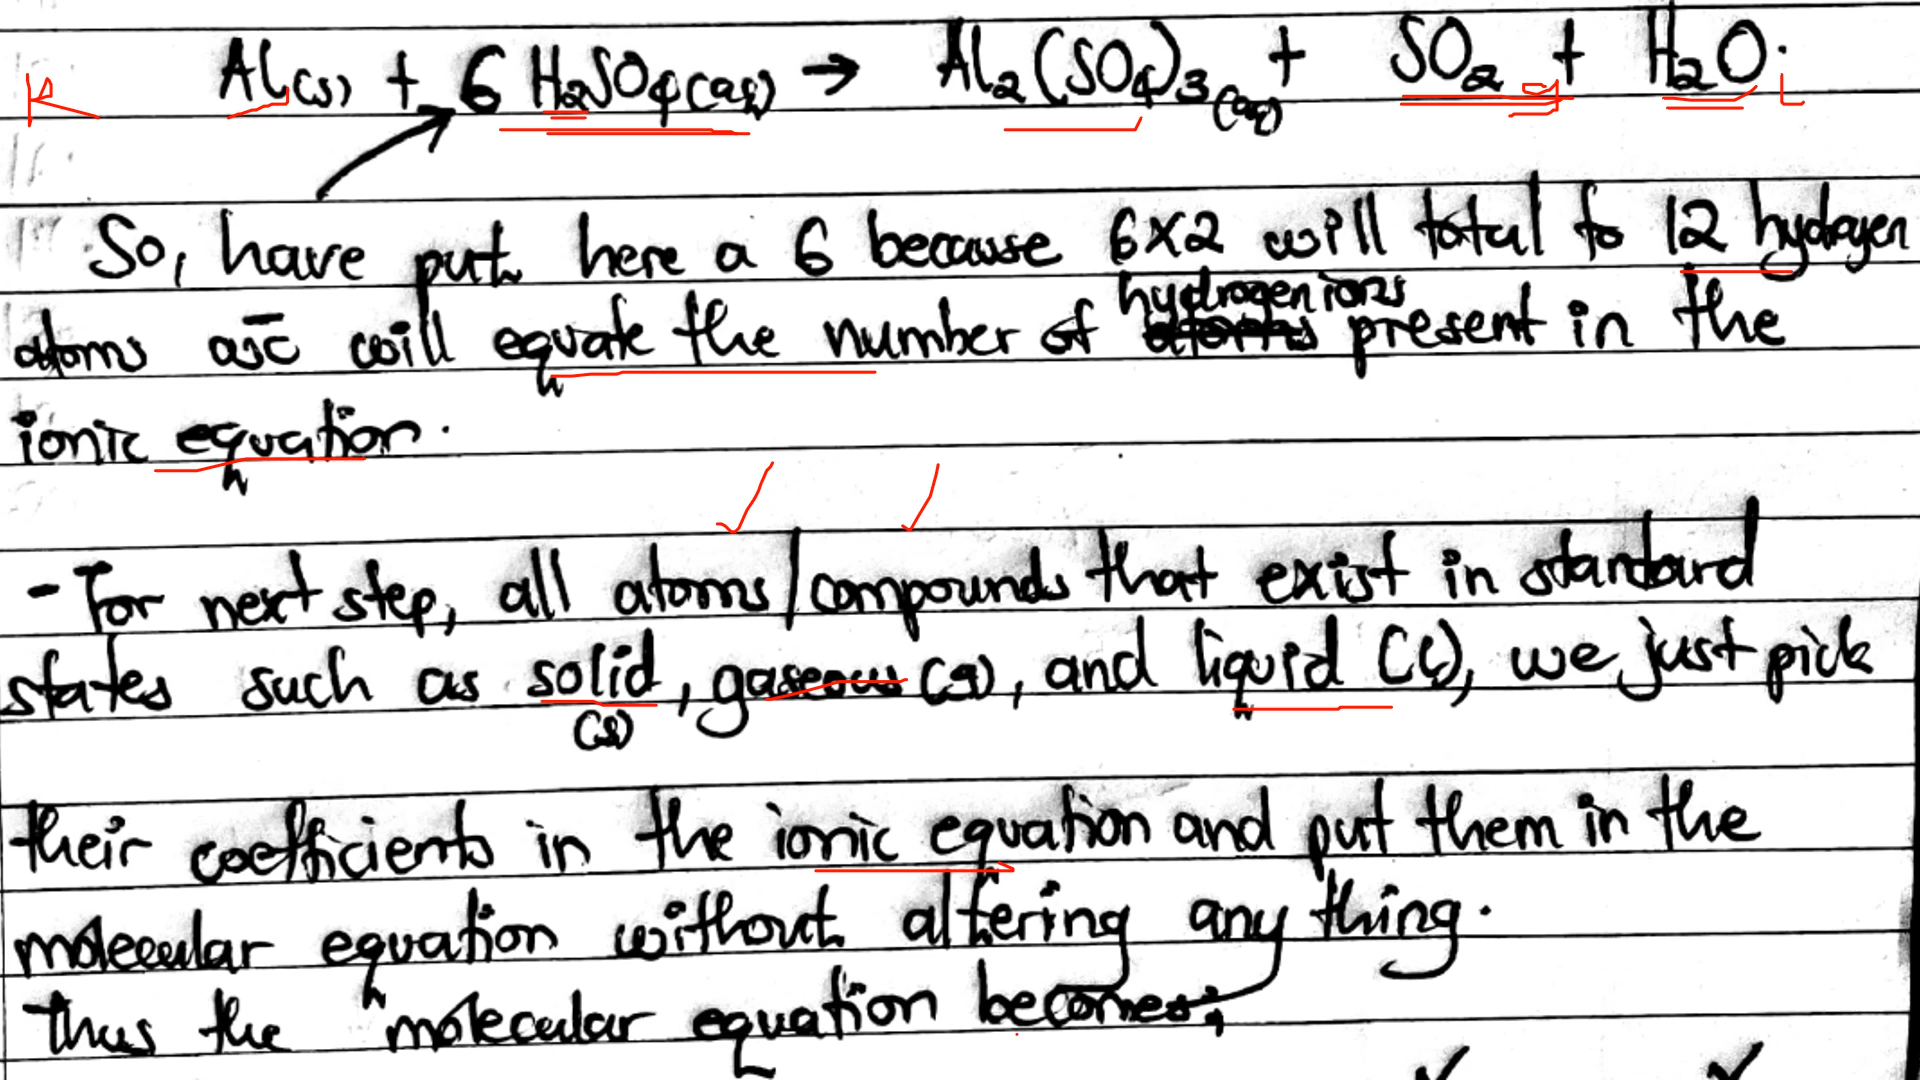 Al(s) + 6 H₂SO₄(aq) → Al₂(SO₄)₃(aq) + SO₂ + H₂O.
So, have put here a 6 because 6x2 will total to 12 hydrogen
hydrogen ions
atoms will equate the number of atoms present in the
ionic equation.
- For next step, all atoms/compounds that exist in standard
states such as solid, gaseous (g), and liquid (l), we just pick
(s)
their coefficients in the ionic equation and put them in the
molecular equation without altering any thing.
thus the molecular equation becomes;